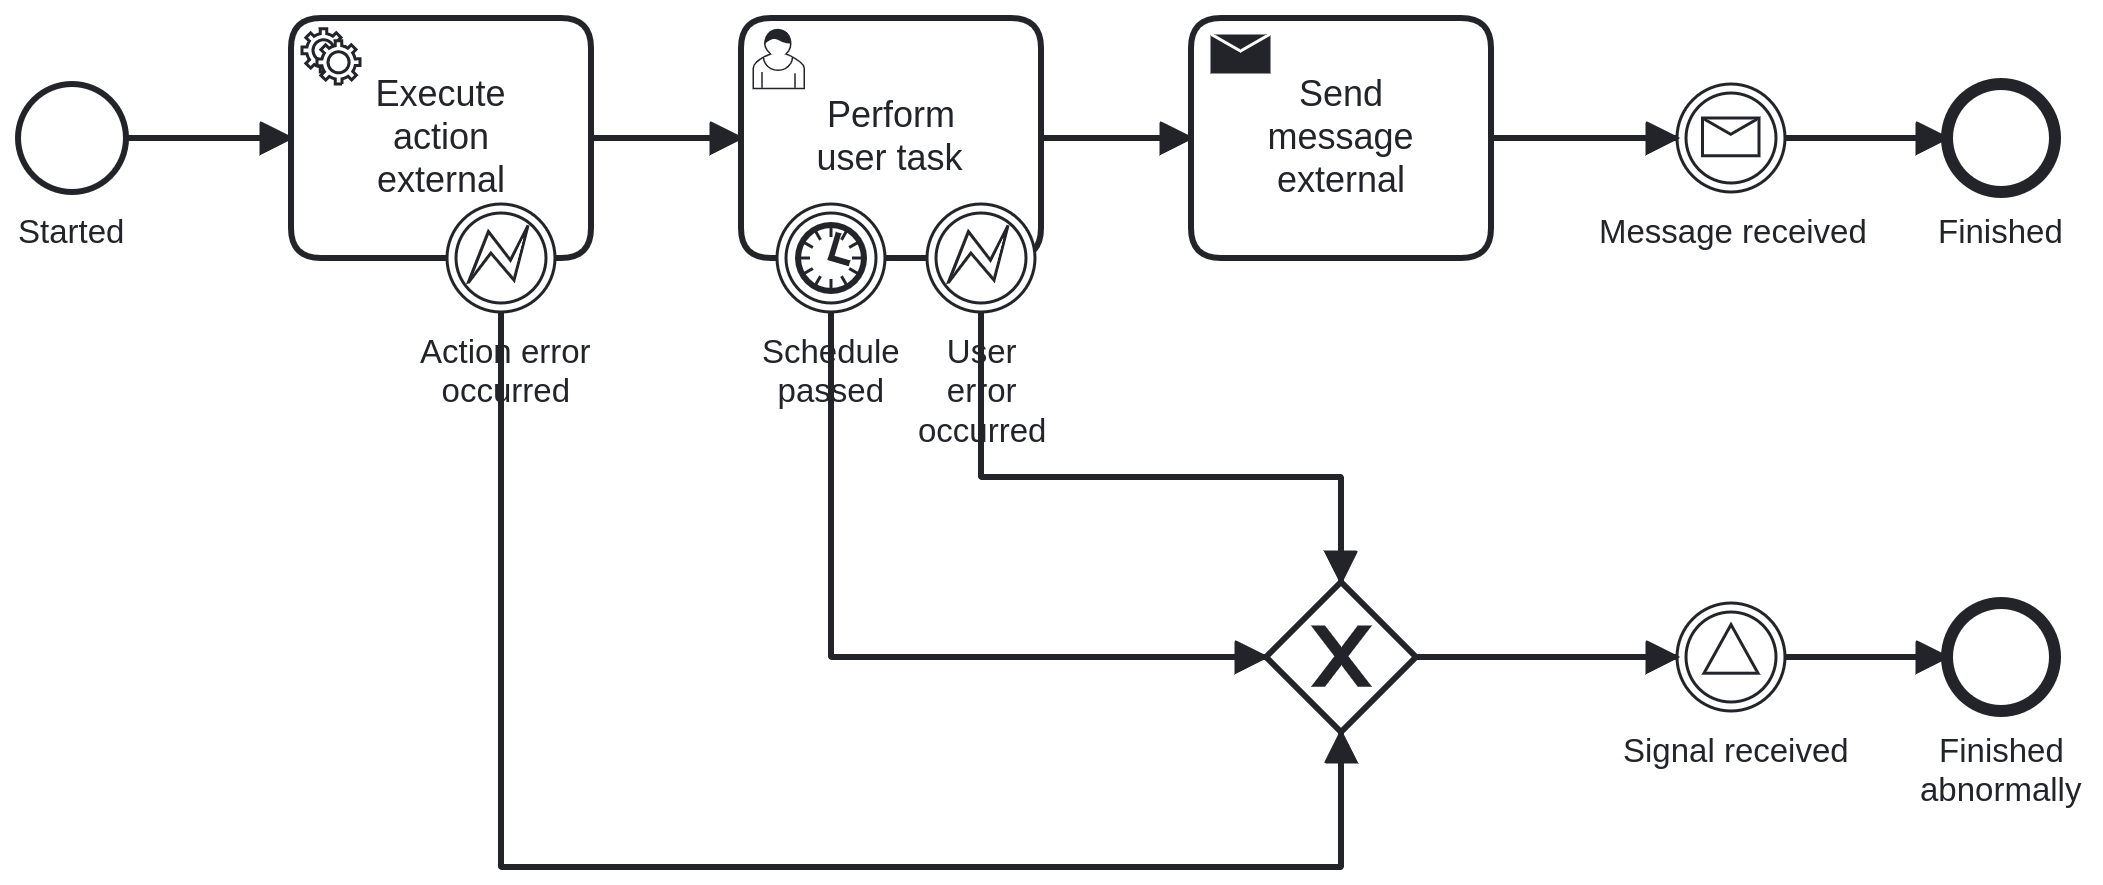 Execute
action
external
Perform
user task
Send
message
external
Started
Message received
Finished
Action error
occurred
Schedule
passed
User
error
occurred
X
Signal received
Finished
abnormally